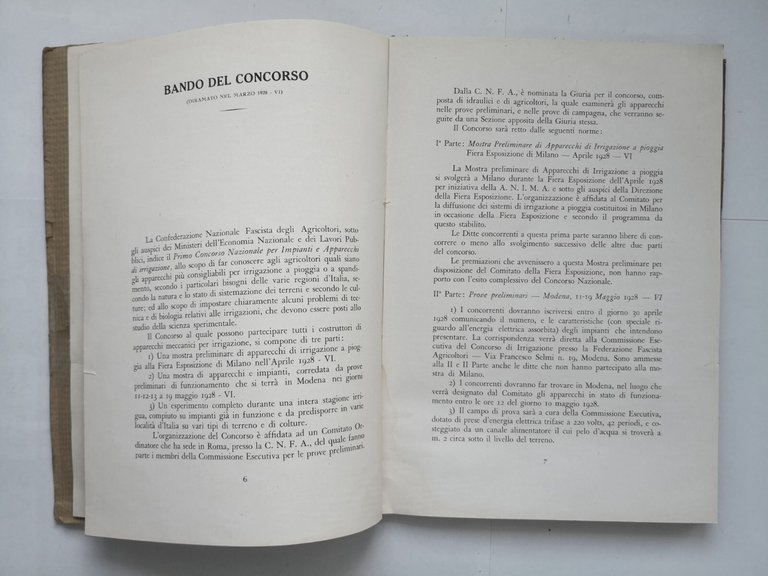 BANDO DEL CONCORSO
(DIRAMATO NEL MARZO 1928 - VI)
La Confederazione Nazionale Fascista degli Agricoltori, sotto
gli auspici dei Ministeri dell'Economia Nazionale e dei Lavori Pub-
blici, indice il Primo Concorso Nazionale per Impianti e Apparecchi
di irrigazione, allo scopo di far conoscere agli agricoltori quali siano
gli apparecchi più consigliabili per irrigazione a pioggia o a spandi-
mento, secondo i particolari bisogni delle varie regioni d'Italia, se-
condo la natura e lo stato di sistemazione dei terreni e secondo le cul-
ture; ed allo scopo di impostare chiaramente alcuni problemi di tec-
nica e di biologia relativi alle irrigazioni, che devono essere posti allo
studio della scienza sperimentale.
Il Concorso al quale possono partecipare tutti i costruttori di
apparecchi meccanici per irrigazione, si compone di tre parti:
1) Una mostra preliminare di apparecchi di irrigazione a piog-
gia alla Fiera Esposizione di Milano nell'Aprile 1928 - VI.
2) Una mostra di apparecchi e impianti, corredata da prove
preliminari di funzionamento che si terrà in Modena nei giorni
11-12-13 a 19 maggio 1928 - VI.
3) Un esperimento completo durante una intera stagione irri-
gua, compiuto su impianti già in funzione e da predisporre in varie
località d'Italia su vari tipi di terreno e di colture.
L'organizzazione del Concorso è affidata ad un Comitato Or-
dinatore che ha sede in Roma, presso la C. N. F. A., del quale fanno
parte i membri della Commissione Esecutiva per le prove preliminari.
6
Dalla C. N. F. A., è nominata la Giuria per il concorso, com-
posta di idraulici e di agricoltori, la quale esaminerà gli apparecchi
nelle prove preliminari, e nelle prove di campagna, che verranno se-
guite da una Sezione apposita della Giuria stessa.
Il Concorso sarà retto dalle seguenti norme:
Iª Parte: Mostra Preliminare di Apparecchi di Irrigazione a pioggia
Fiera Esposizione di Milano — Aprile 1928 — VI
La Mostra preliminare di Apparecchi di Irrigazione a pioggia
si svolgerà a Milano durante la Fiera Esposizione dell'Aprile 1928
per iniziativa della A. N. I. M. A. e sotto gli auspici della Direzione
della Fiera Esposizione. L'organizzazione è affidata al Comitato per
la diffusione dei sistemi di irrigazione a pioggia costituitosi in Milano
in occasione della Fiera Esposizione e secondo il programma da
questo stabilito.
Le Ditte concorrenti a questa prima parte saranno libere di con-
correre o meno allo svolgimento successivo delle altre due parti
del concorso.
Le premiazioni che avvenissero a questa Mostra preliminare per
disposizione del Comitato della Fiera Esposizione, non hanno rap-
porto con l'esito complessivo del Concorso Nazionale.
IIª Parte: Prove preliminari — Modena, 11-19 Maggio 1928 — VI
1) I concorrenti dovranno iscriversi entro il giorno 30 aprile
1928 comunicando il numero, e le caratteristiche (con speciale ri-
guardo all'energia elettrica assorbita) degli impianti che intendono
presentare. La corrispondenza verrà diretta alla Commissione Ese-
cutiva del Concorso di Irrigazione presso la Federazione Fascista
Agricoltori — Via Francesco Selmi n. 19, Modena. Sono ammesse
alla II e II Parte anche le ditte che non hanno partecipato alla mo-
stra di Milano.
2) I concorrenti dovranno far trovare in Modena, nel luogo che
verrà designato dal Comitato gli apparecchi in stato di funziona-
mento entro le ore 12 del giorno 10 maggio 1928.
3) Il campo di prova sarà a cura della Commissione Esecutiva,
dotato di prese d'energia elettrica trifase a 220 volts, 42 periodi, e co-
steggiato da un canale alimentatore il cui pelo d'acqua si troverà a
m. 2 circa sotto il livello del terreno.
7